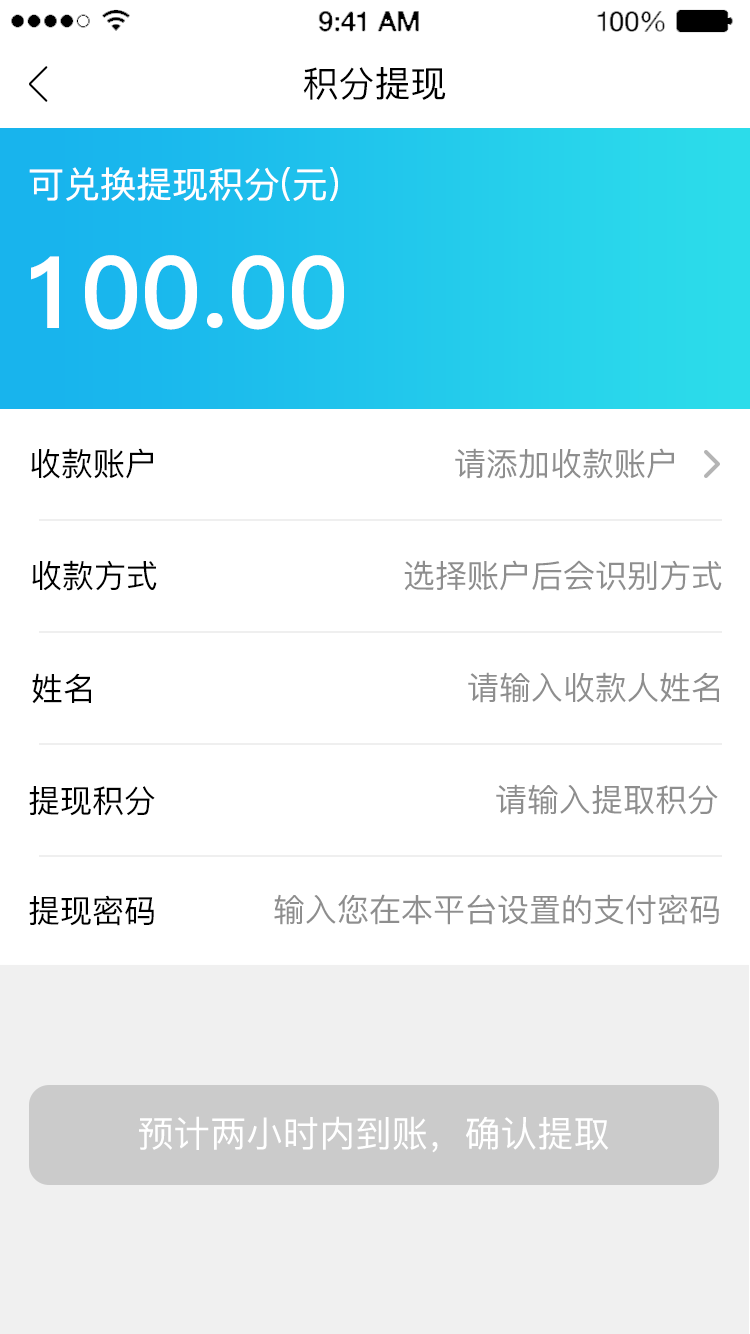 9:41 AM 100%
积分提现
可兑换提现积分(元)
100.00
收款账户 请添加收款账户
收款方式 选择账户后会识别方式
姓名 请输入收款人姓名
提现积分 请输入提取积分
提现密码 输入您在本平台设置的支付密码
预计两小时内到账，确认提取